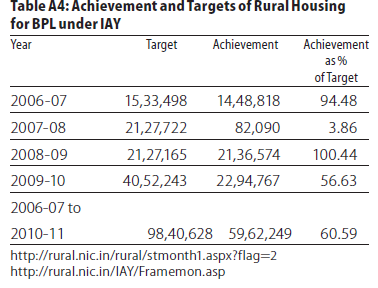 Table A4: Achievement and Targets of Rural Housing
for BPL under IAY
Year Target Achievement Achievement
as %
of Target
2006-07 15,33,498 14,48,818 94.48
2007-08 21,27,722 82,090 3.86
2008-09 21,27,165 21,36,574 100.44
2009-10 40,52,243 22,94,767 56.63
2006-07 to
2010-11 98,40,628 59,62,249 60.59
http://rural.nic.in/rural/stmonth1.aspx?flag=2
http://rural.nic.in/IAY/Framemon.asp